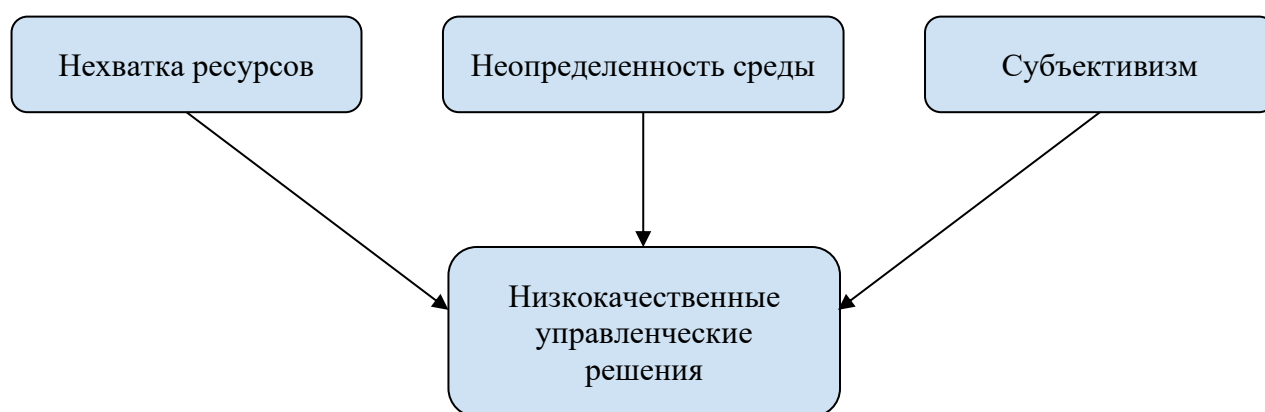 Нехватка ресурсов
Неопределенность среды
Субъективизм
Низкокачественные
управленческие
решения